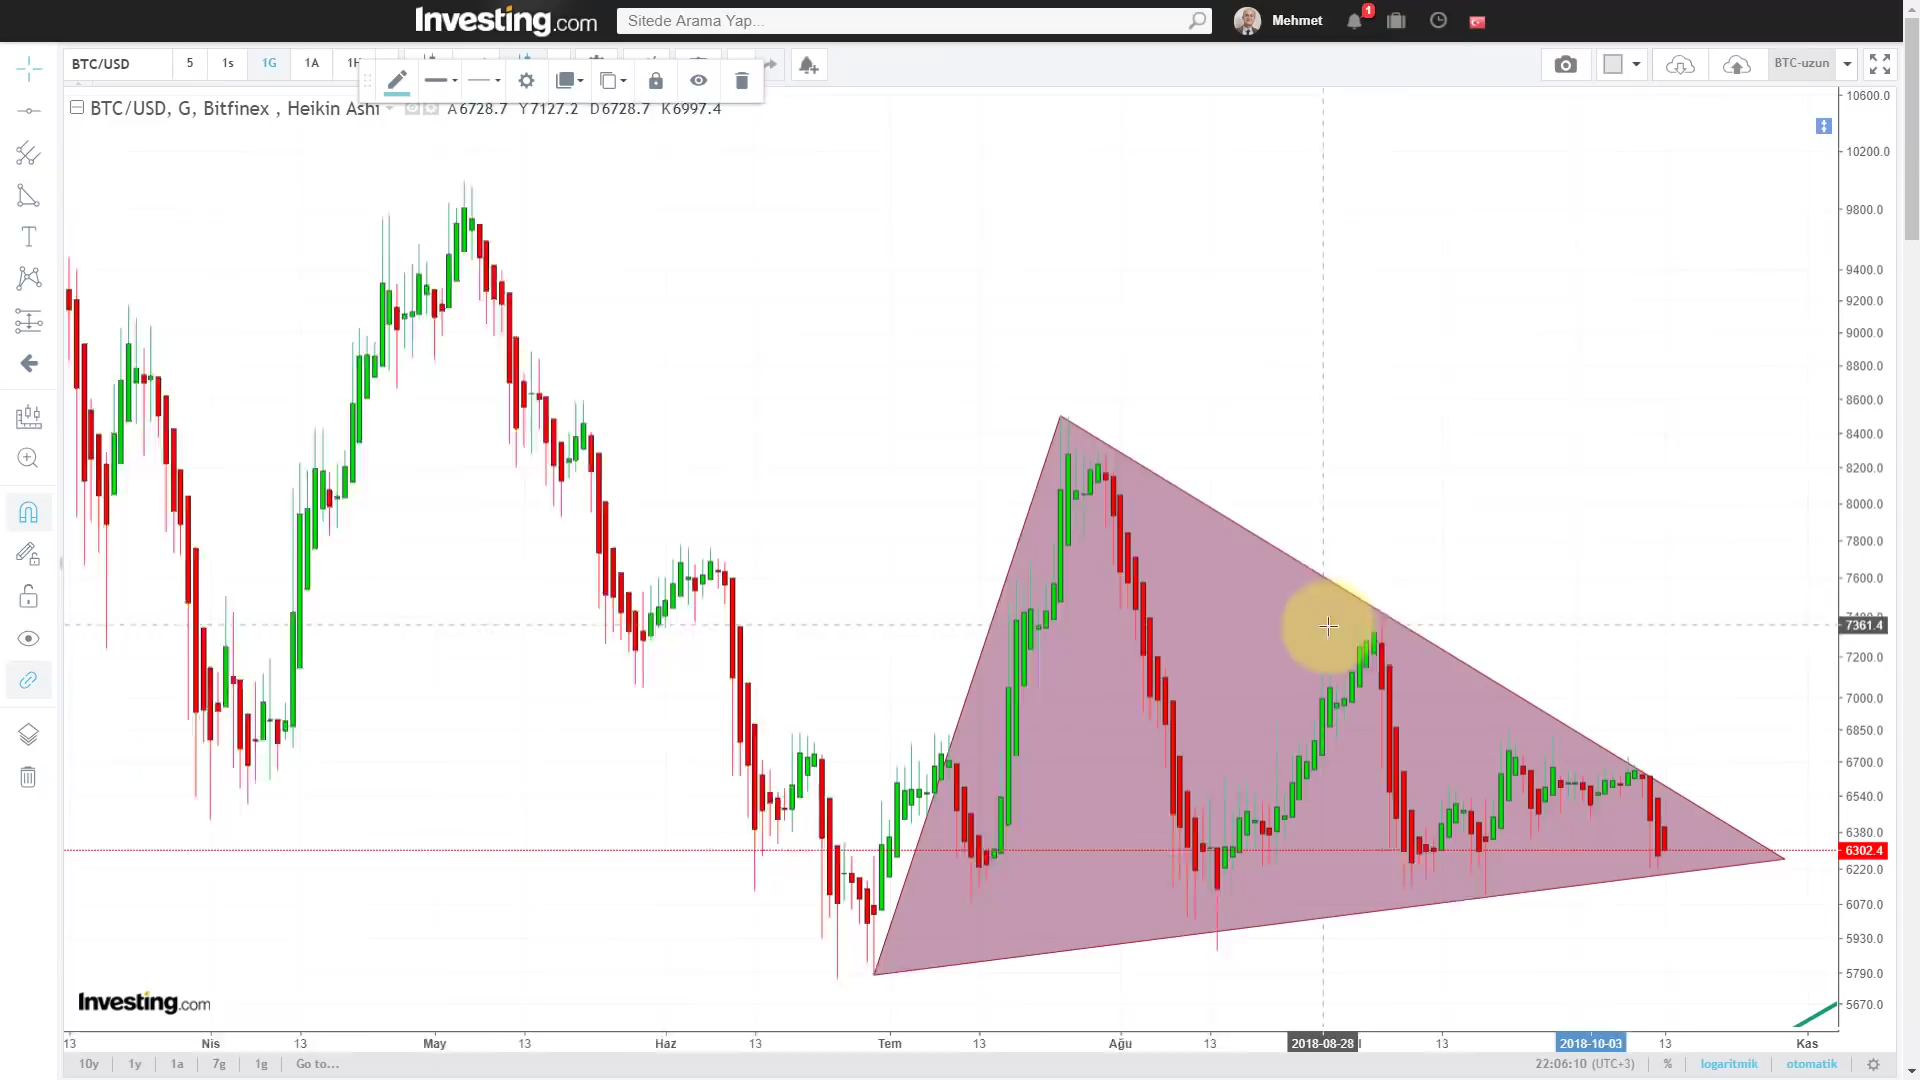 Investing.com
Sitede Arama Yap...
Mehmet
1
BTC/USD
5
1s
1G
1A
BTC-uzun
BTC/USD, G, Bitfinex , Heikin Ashi
A6728.7 Y7127.2 D6728.7 K6997.4
10600.0
10200.0
9800.0
9400.0
9200.0
9000.0
8800.0
8600.0
8400.0
8200.0
8000.0
7800.0
7600.0
7361.4
7200.0
7000.0
6850.0
6700.0
6540.0
6380.0
6302.4
6220.0
6070.0
5930.0
5790.0
5670.0
Investing.com
13 Nis 13 May 13 Haz 13 Tem 13 Ağu 13 2018-08-28 13 2018-10-03 13 Kas
10y 1y 1a 7g 1g Go to... 22:06:10 (UTC+3) % logaritmik otomatik